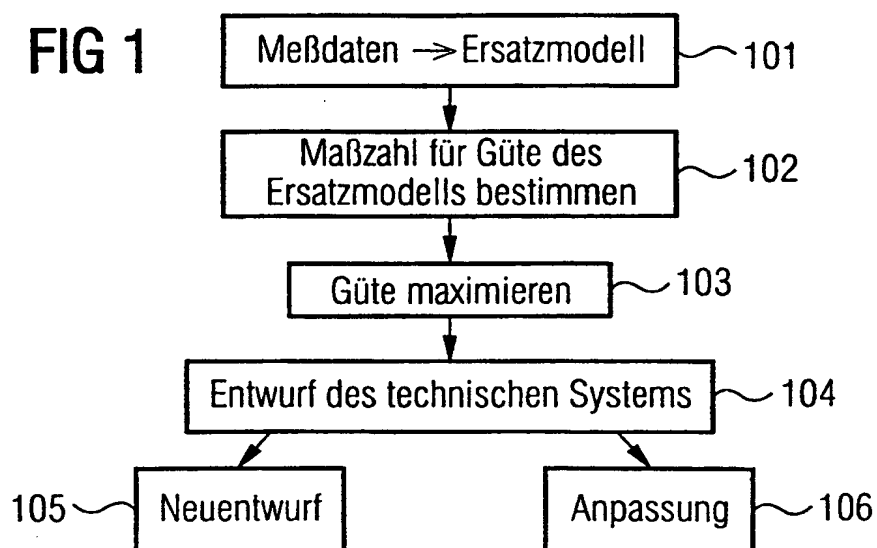 FIG 1
Meßdaten → Ersatzmodell
101
Maßzahl für Güte des
Ersatzmodells bestimmen
102
Güte maximieren
103
Entwurf des technischen Systems
104
105
Neuentwurf
Anpassung
106